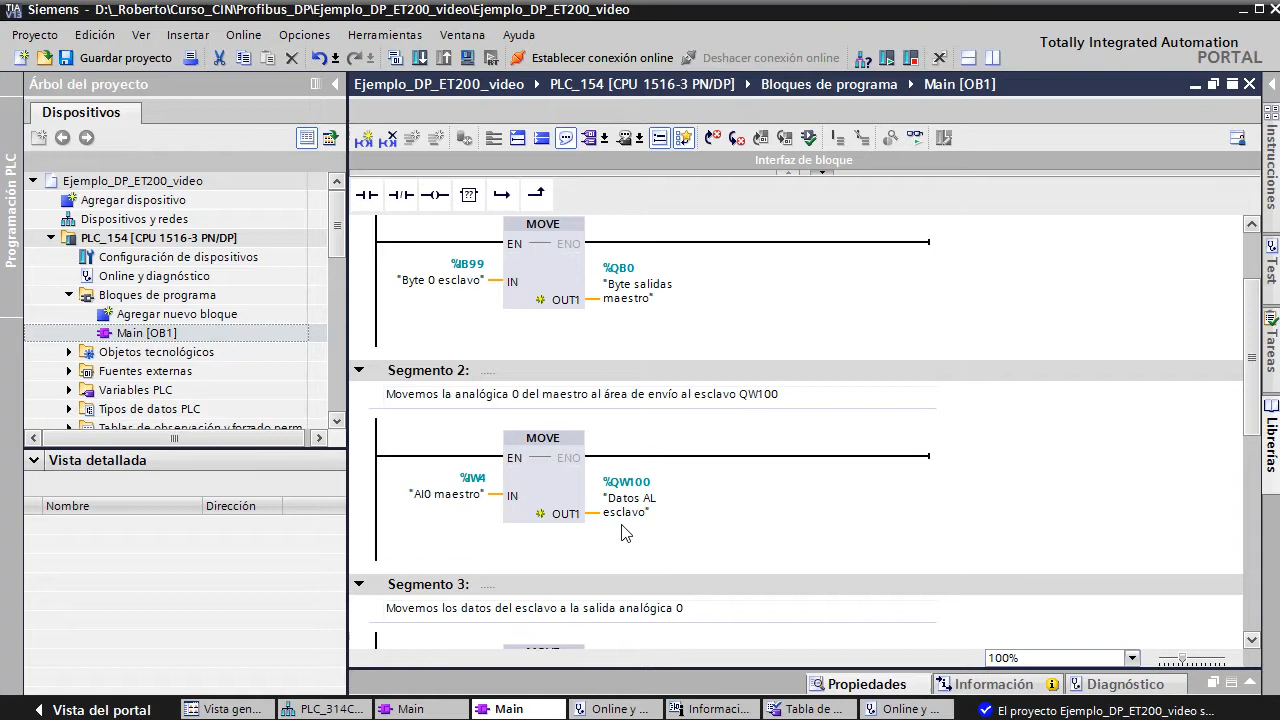 TIA V13 Siemens - D:\_Roberto\Curso_CIN\Profibus_DP\Ejemplo_DP_ET200_video\Ejemplo_DP_ET200_video
Proyecto Edición Ver Insertar Online Opciones Herramientas Ventana Ayuda
Totally Integrated Automation
PORTAL
Guardar proyecto Establecer conexión online Deshacer conexión online
Árbol del proyecto
Ejemplo_DP_ET200_video PLC_154 [CPU 1516-3 PN/DP] Bloques de programa Main [OB1]
Dispositivos
Programación PLC
Interfaz de bloque
Ejemplo_DP_ET200_video
Agregar dispositivo
Dispositivos y redes
PLC_154 [CPU 1516-3 PN/DP]
Configuración de dispositivos
Online y diagnóstico
Bloques de programa
Agregar nuevo bloque
Main [OB1]
Objetos tecnológicos
Fuentes externas
Variables PLC
Tipos de datos PLC
Tablas de observación y forzado perm
Vista detallada
Nombre Dirección
??
MOVE
EN ENO
%IB99
"Byte 0 esclavo" IN
%QB0
"Byte salidas
maestro"
OUT1
Segmento 2: .....
Movemos la analógica 0 del maestro al área de envío al esclavo QW100
MOVE
EN ENO
%IW4
"AI0 maestro" IN
%QW100
"Datos AL
esclavo"
OUT1
Segmento 3: .....
Movemos los datos del esclavo a la salida analógica 0
100%
Instrucciones
Test
Tareas
Librerías
Propiedades Información Diagnóstico
Vista del portal Vista gen... PLC_314C... Main Main Online y ... Informaci... Tabla de ... Online y ... El proyecto Ejemplo_DP_ET200_video s...